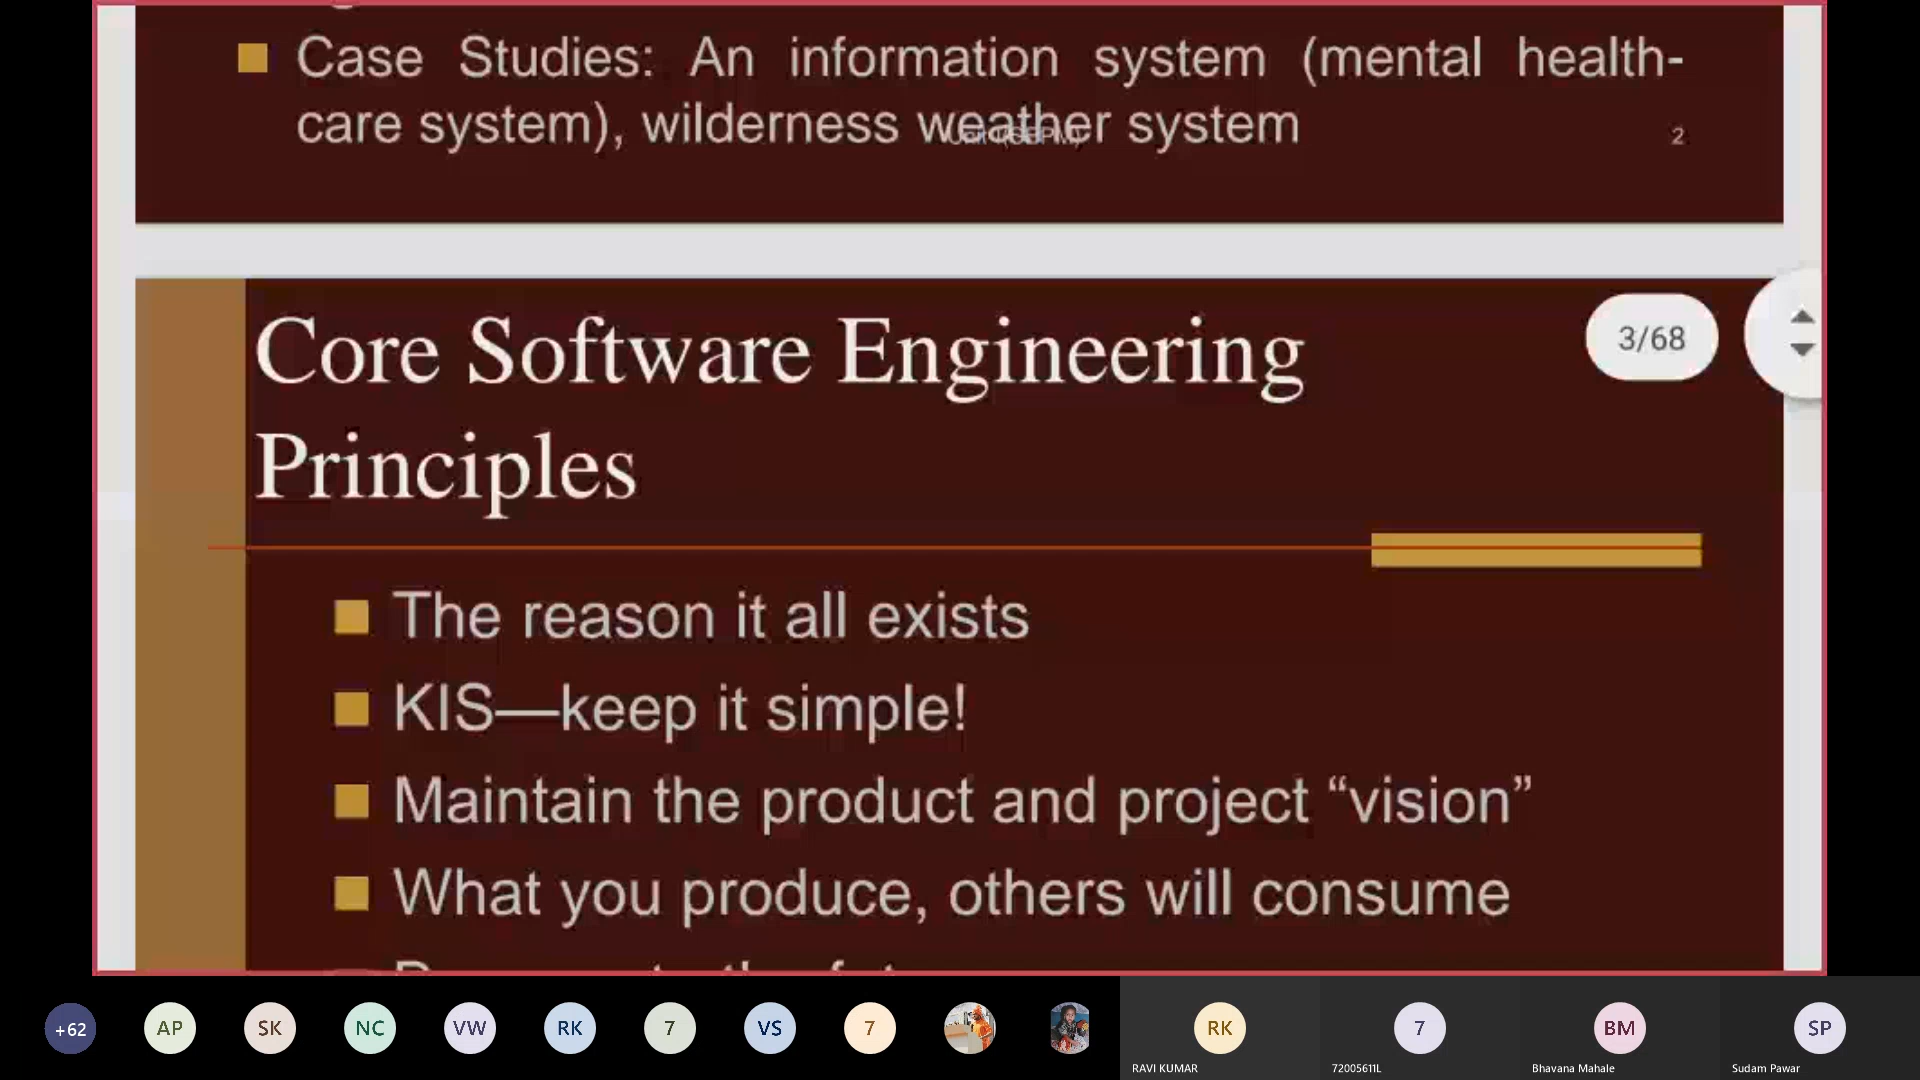 Case Studies: An information system (mental health-
care system), wilderness weather system
2
3/68
Core Software Engineering
Principles
The reason it all exists
KIS—keep it simple!
Maintain the product and project “vision”
What you produce, others will consume
+62
AP
SK
NC
VW
RK
7
VS
7
RK
7
BM
SP
RAVI KUMAR
72005611L
Bhavana Mahale
Sudam Pawar